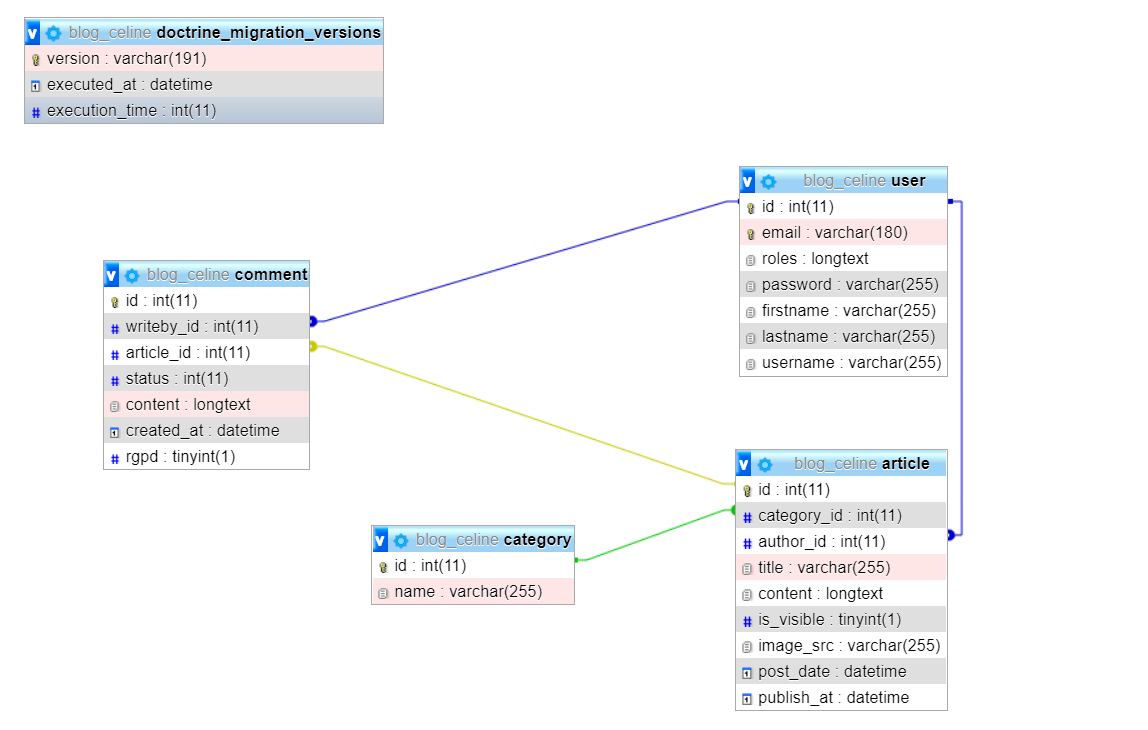 v blog_celine doctrine_migration_versions
version : varchar(191)
executed_at : datetime
# execution_time : int(11)
v blog_celine user
id : int(11)
email : varchar(180)
roles : longtext
password : varchar(255)
firstname : varchar(255)
lastname : varchar(255)
username : varchar(255)
v blog_celine comment
id : int(11)
# writeby_id : int(11)
# article_id : int(11)
# status : int(11)
content : longtext
created_at : datetime
# rgpd : tinyint(1)
v blog_celine article
id : int(11)
# category_id : int(11)
# author_id : int(11)
title : varchar(255)
content : longtext
# is_visible : tinyint(1)
image_src : varchar(255)
post_date : datetime
publish_at : datetime
v blog_celine category
id : int(11)
name : varchar(255)